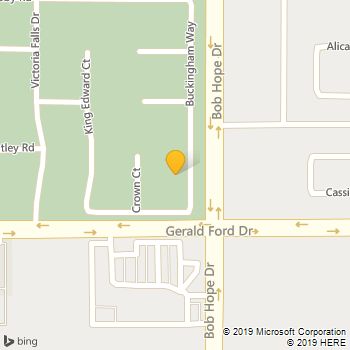 Victoria Falls Dr
King Edward Ct
Buckingham Way
Bob Hope Dr
Alica
tley Rd
Crown Ct
Cassi
Gerald Ford Dr
Bob Hope Dr
bing
© 2019 Microsoft Corporation
© 2019 HERE